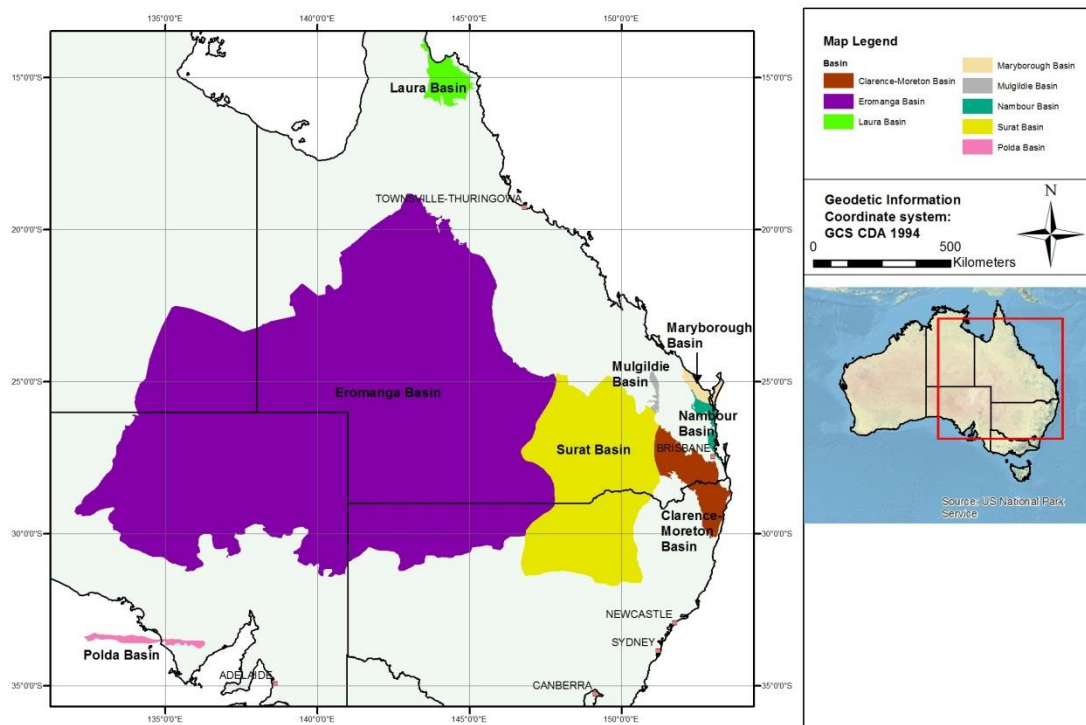 135°0'0"E
140°0'0"E
145°0'0"E
150°0'0"E
15°0'0"S
15°0'0"S
Laura Basin
TOWNSVILLE-THURINGOWA
20°0'0"S
20°0'0"S
Maryborough
Basin
Mulgildie
Basin
25°0'0"S
25°0'0"S
Eromanga Basin
Nambour
Basin
Surat Basin
BRISBANE
Clarence-
Moreton
Basin
30°0'0"S
30°0'0"S
NEWCASTLE
SYDNEY
Polda Basin
ADELAIDE
CANBERRA
35°0'0"S
35°0'0"S
135°0'0"E
140°0'0"E
145°0'0"E
150°0'0"E
Map Legend
Basin
Clarence-Moreton Basin
Eromanga Basin
Laura Basin
Maryborough Basin
Mulgildie Basin
Nambour Basin
Surat Basin
Polda Basin
Geodetic Information
Coordinate system:
GCS CDA 1994
N
0 500
Kilometers
Source: US National Park
Service